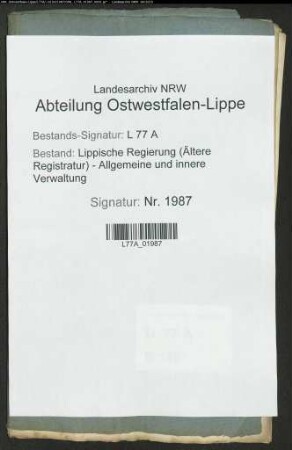 Landesarchiv NRW
Abteilung Ostwestfalen-Lippe
Bestands-Signatur: L 77 A
Bestand: Lippische Regierung (Ältere
Registratur) - Allgemeine und innere
Verwaltung
Signatur: Nr. 1987
L77A_01987